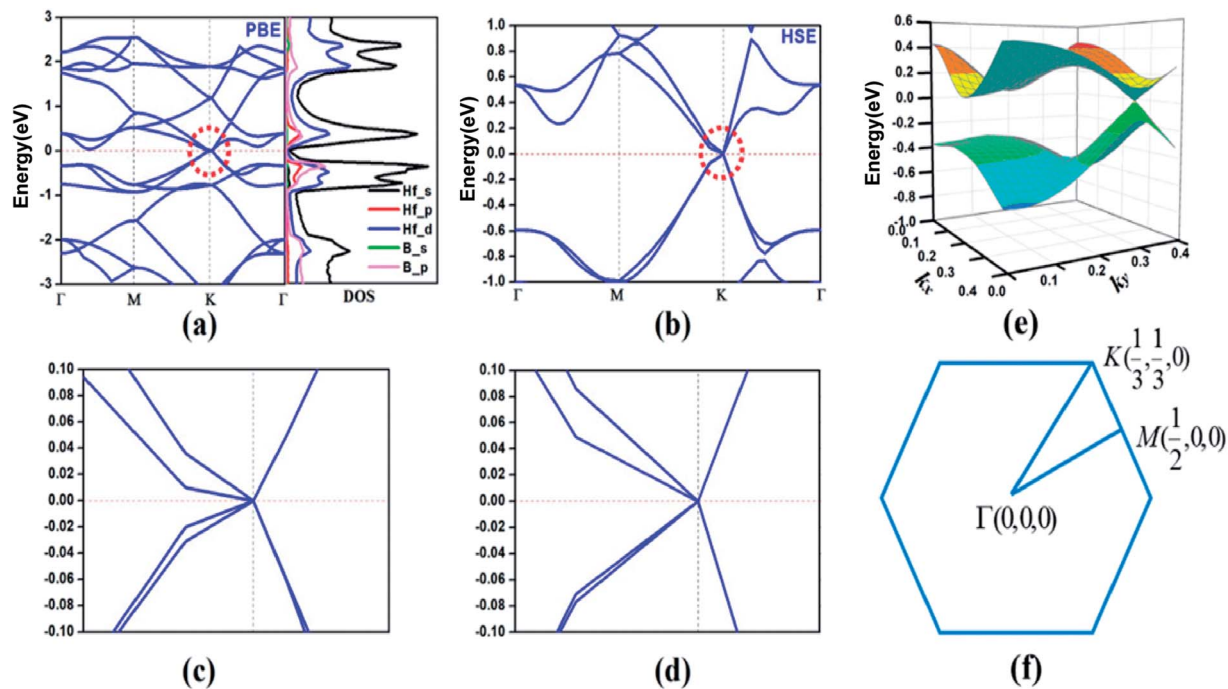 3
2
1
0
-1
-2
-3
Energy(eV)
PBE
Hf_s
Hf_p
Hf_d
B_s
B_p
Γ
M
K
Γ
DOS
(a)
1.0
0.8
0.6
0.4
0.2
0.0
-0.2
-0.4
-0.6
-0.8
-1.0
Energy(eV)
HSE
Γ
M
K
Γ
(b)
0.6
0.4
0.2
0.0
-0.2
-0.4
-0.6
-0.8
-1.0
Energy(eV)
0.0
0.1
0.2
0.3
0.4
kx
0.0
0.1
0.2
0.3
0.4
ky
(e)
0.10
0.08
0.06
0.04
0.02
0.00
-0.02
-0.04
-0.06
-0.08
-0.10
(c)
0.10
0.08
0.06
0.04
0.02
0.00
-0.02
-0.04
-0.06
-0.08
-0.10
(d)
K(1/3,1/3,0)
M(1/2,0,0)
Γ(0,0,0)
(f)